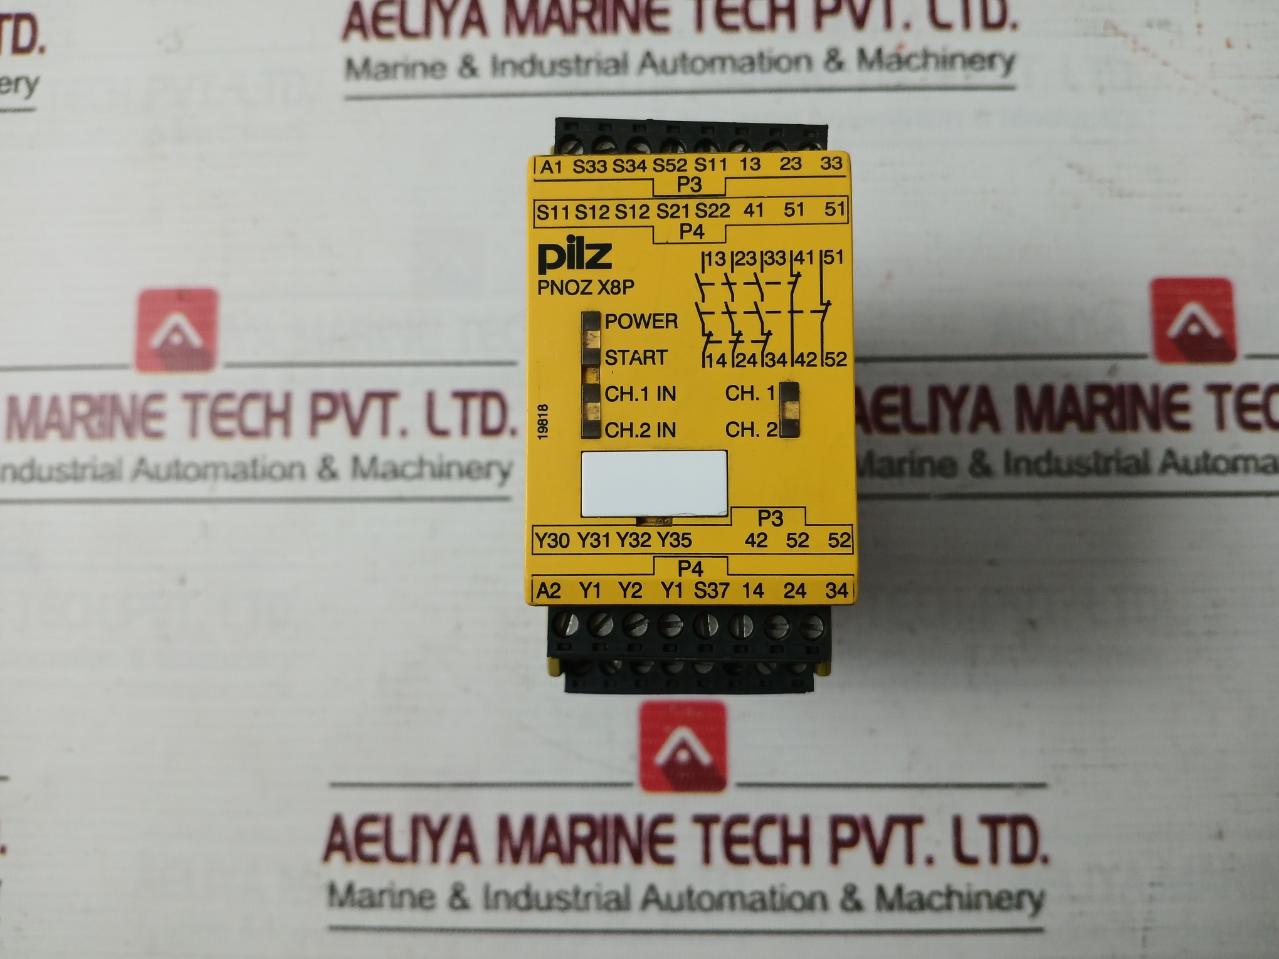 AELIYA MARINE TECH PVT. LTD.
Marine & Industrial Automation & Machinery
TD.
ery
A1 S33 S34 S52 S11 13 23 33
P3
S11 S12 S12 S21 S22 41 51 51
P4
pilz
PNOZ X8P
13 23 33 41 51
POWER
START
14 24 34 42 52
CH.1 IN
CH. 1
CH.2 IN
CH. 2
19818
P3
Y30 Y31 Y32 Y35 42 52 52
P4
A2 Y1 Y2 Y1 S37 14 24 34
MARINE TECH PVT. LTD.
ndustrial Automation & Machinery
AELIYA MARINE TECH
Marine & Industrial Automa
AELIYA MARINE TECH PVT. LTD.
Marine & Industrial Automation & Machinery